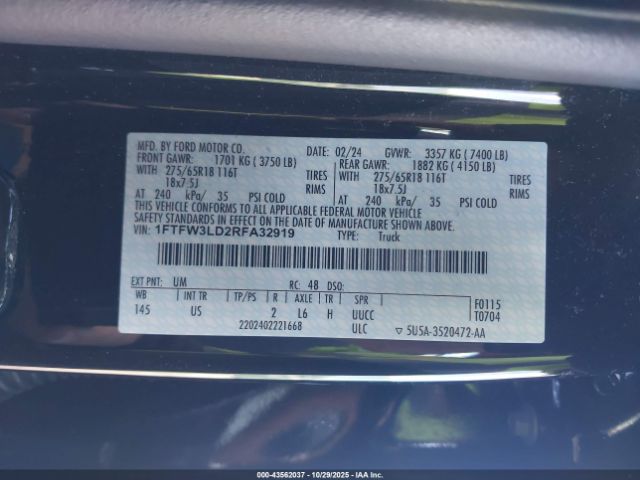 MFD. BY FORD MOTOR CO.
DATE: 02/24 GVWR: 3357 KG ( 7400 LB)
FRONT GAWR: 1701 KG ( 3750 LB) REAR GAWR: 1882 KG ( 4150 LB)
WITH 275/65R18 116T TIRES WITH 275/65R18 116T TIRES
18x7.5J RIMS 18x7.5J RIMS
AT 240 kPa/ 35 PSI COLD AT 240 kPa/ 35 PSI COLD
THIS VEHICLE CONFORMS TO ALL APPLICABLE FEDERAL MOTOR VEHICLE
SAFETY STANDARDS IN EFFECT ON THE DATE OF MANUFACTURE SHOWN ABOVE.
VIN: 1FTFW3LD2RFA32919
TYPE: Truck
EXT PNT: UM RC: 48 DSO:
WB INT TR TP/PS R AXLE TR SPR F0115
145 US 2 L6 H UUCC T0704
2202402221668 ULC ▽ 5U5A-3520472-AA
000-43562037 - 10/29/2025 - IAAI Inc.